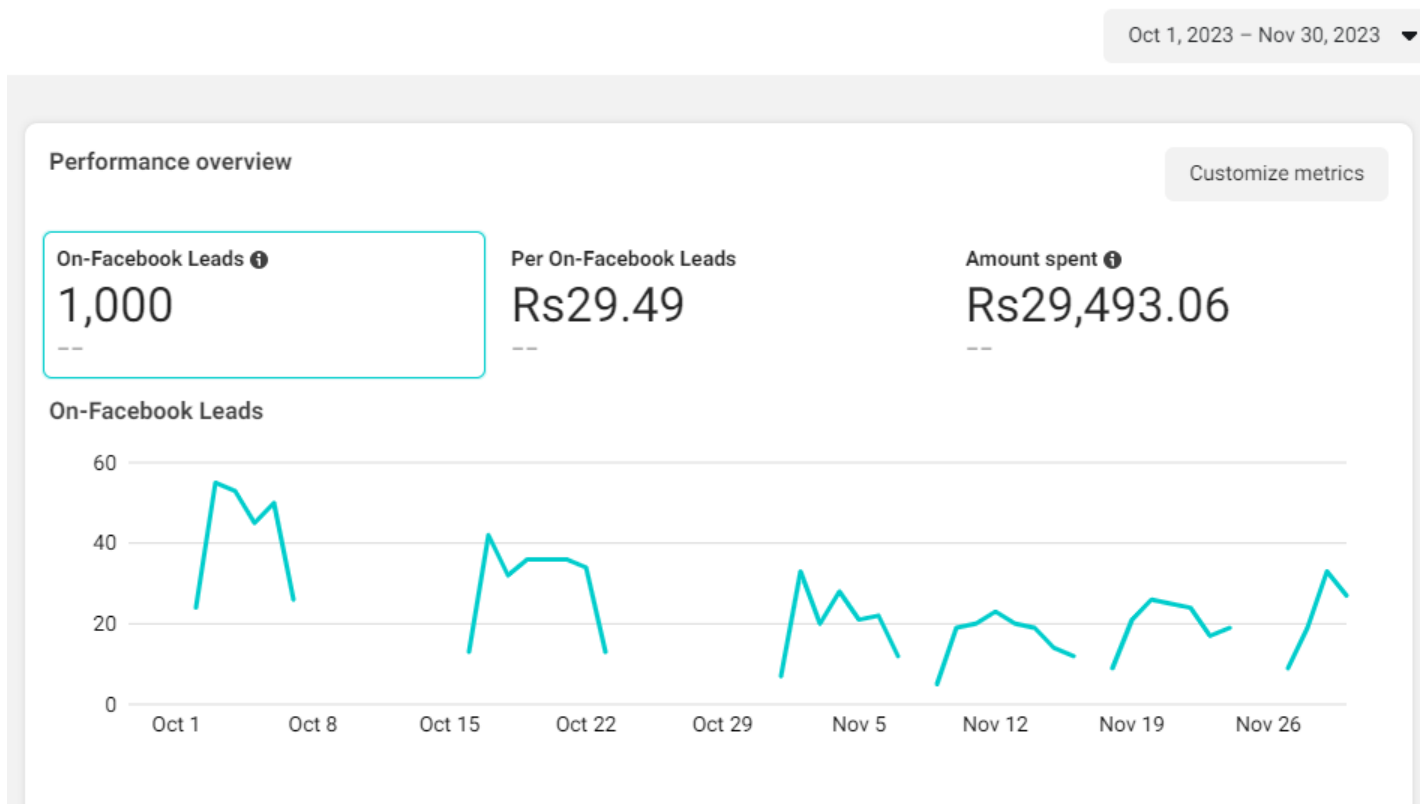 Oct 1, 2023 – Nov 30, 2023
Performance overview
Customize metrics
On-Facebook Leads
Per On-Facebook Leads
Amount spent
1,000
Rs29.49
Rs29,493.06
--
--
--
On-Facebook Leads
60
40
20
0
Oct 1
Oct 8
Oct 15
Oct 22
Oct 29
Nov 5
Nov 12
Nov 19
Nov 26